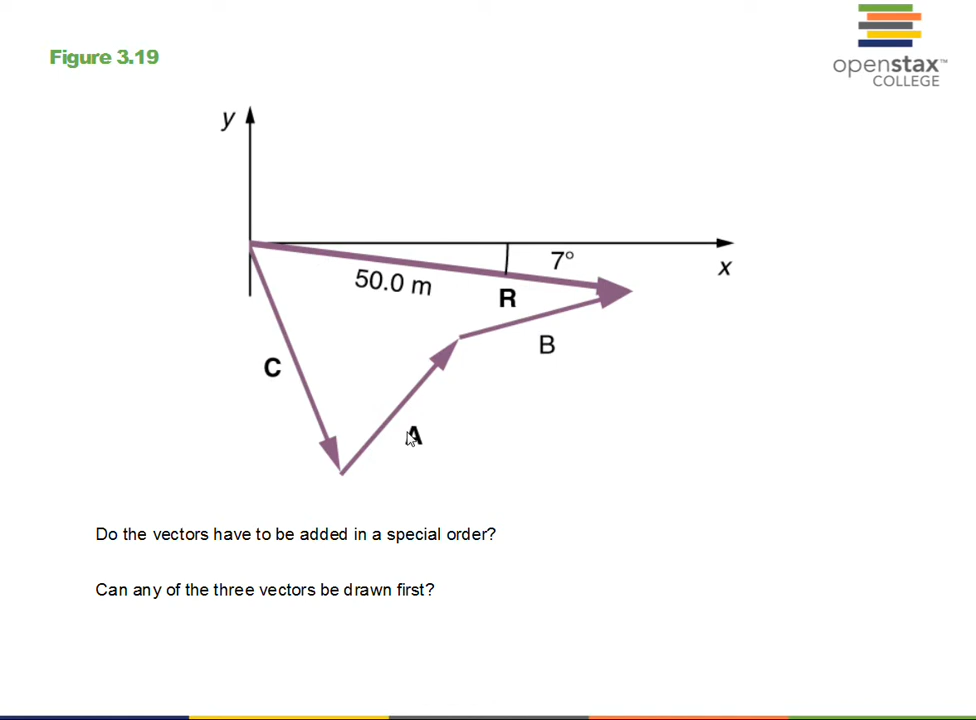 Figure 3.19
openstax™
COLLEGE
y
7°
x
50.0 m
R
B
C
A
Do the vectors have to be added in a special order?
Can any of the three vectors be drawn first?